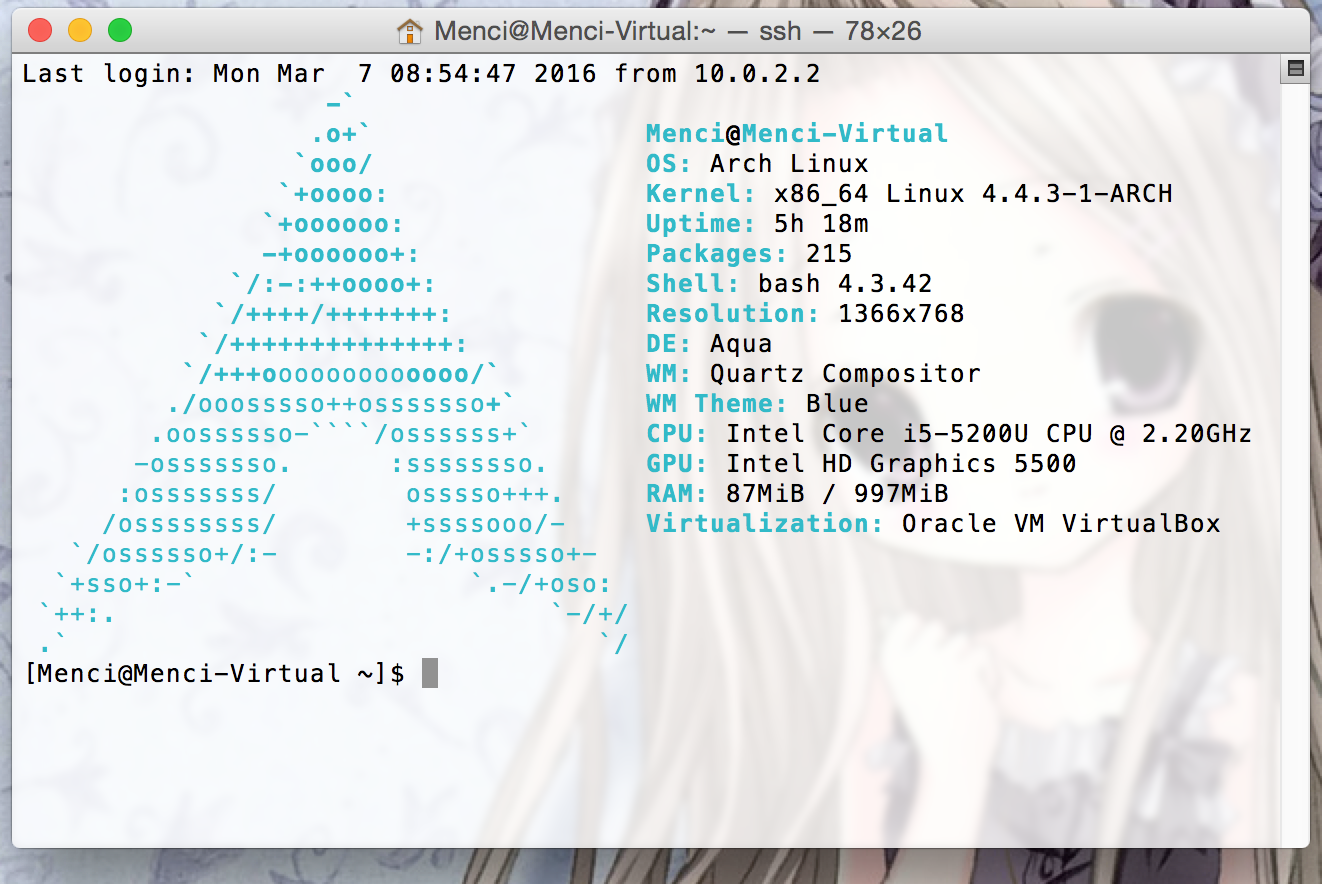 Menci@Menci-Virtual:~ — ssh — 78×26
Last login: Mon Mar  7 08:54:47 2016 from 10.0.2.2
                   -`
                  .o+`                 Menci@Menci-Virtual
                 `ooo/                 OS: Arch Linux
                `+oooo:                Kernel: x86_64 Linux 4.4.3-1-ARCH
               `+oooooo:               Uptime: 5h 18m
               -+oooooo+:              Packages: 215
             `/:-:++oooo+:             Shell: bash 4.3.42
            `/++++/+++++++:            Resolution: 1366x768
           `/++++++++++++++:           DE: Aqua
          `/+++ooooooooooooo/`         WM: Quartz Compositor
         ./ooosssso++osssssso+`        WM Theme: Blue
        .oossssso-````/ossssss+`       CPU: Intel Core i5-5200U CPU @ 2.20GHz
       -osssssso.      :ssssssso.      GPU: Intel HD Graphics 5500
      :osssssss/        osssso+++.     RAM: 87MiB / 997MiB
     /ossssssss/        +ssssooo/-     Virtualization: Oracle VM VirtualBox
   `/ossssso+/:-        -:/+osssso+-
  `+sso+:-`                 `.-/+oso:
 `++:.                           `-/+/
 .`                                 `/
[Menci@Menci-Virtual ~]$